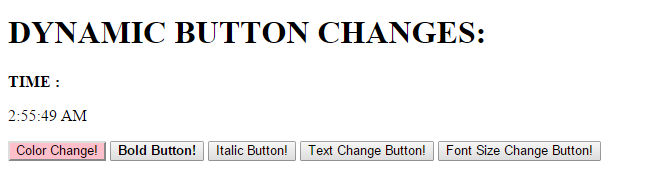 DYNAMIC BUTTON CHANGES:
TIME :
2:55:49 AM
Color Change! Bold Button! Italic Button! Text Change Button! Font Size Change Button!